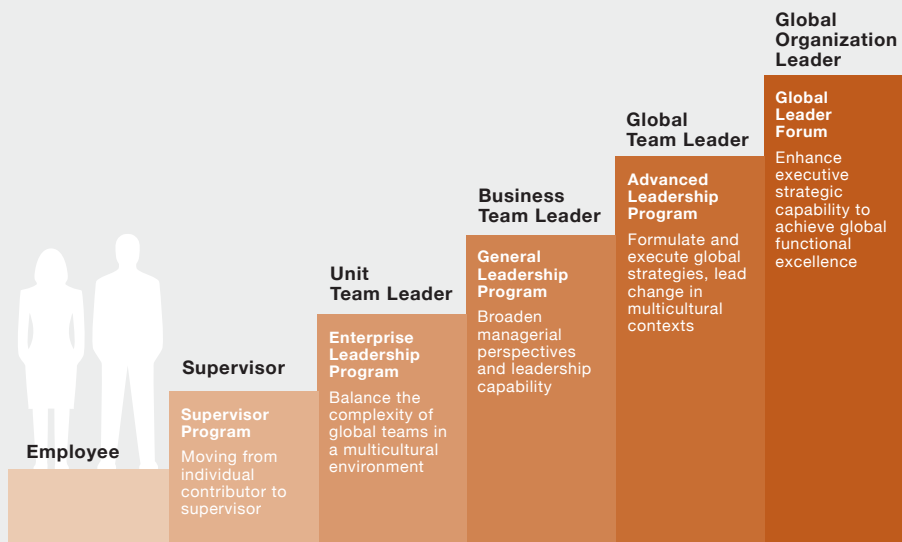 Employee
Supervisor
Supervisor
Program
Moving from
individual
contributor to
supervisor
Unit
Team Leader
Enterprise
Leadership
Program
Balance the
complexity of
global teams in
a multicultural
environment
Business
Team Leader
General
Leadership
Program
Broaden
managerial
perspectives
and leadership
capability
Global
Team Leader
Advanced
Leadership
Program
Formulate and
execute global
strategies, lead
change in
multicultural
contexts
Global
Organization
Leader
Global
Leader
Forum
Enhance
executive
strategic
capability to
achieve global
functional
excellence